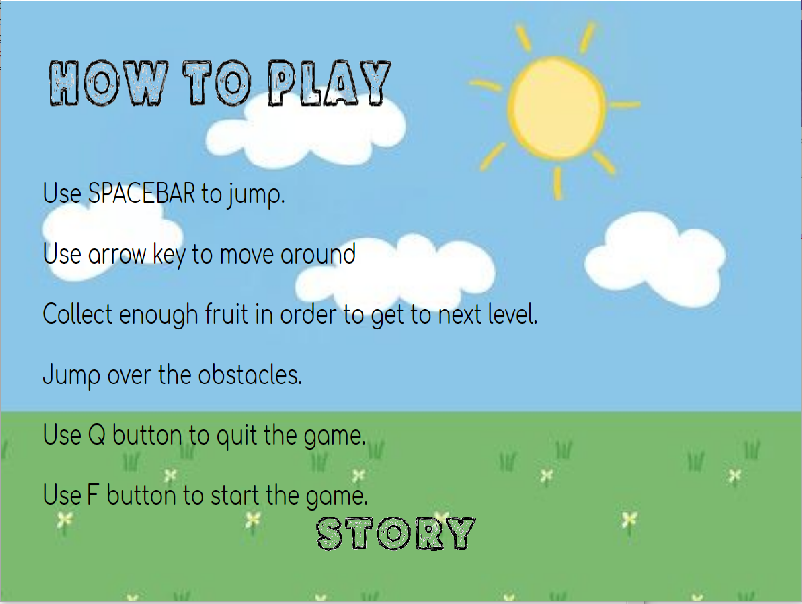 HOW TO PLAY
Use SPACEBAR to jump.
Use arrow key to move around
Collect enough fruit in order to get to next level.
Jump over the obstacles.
Use Q button to quit the game.
Use F button to start the game.
STORY